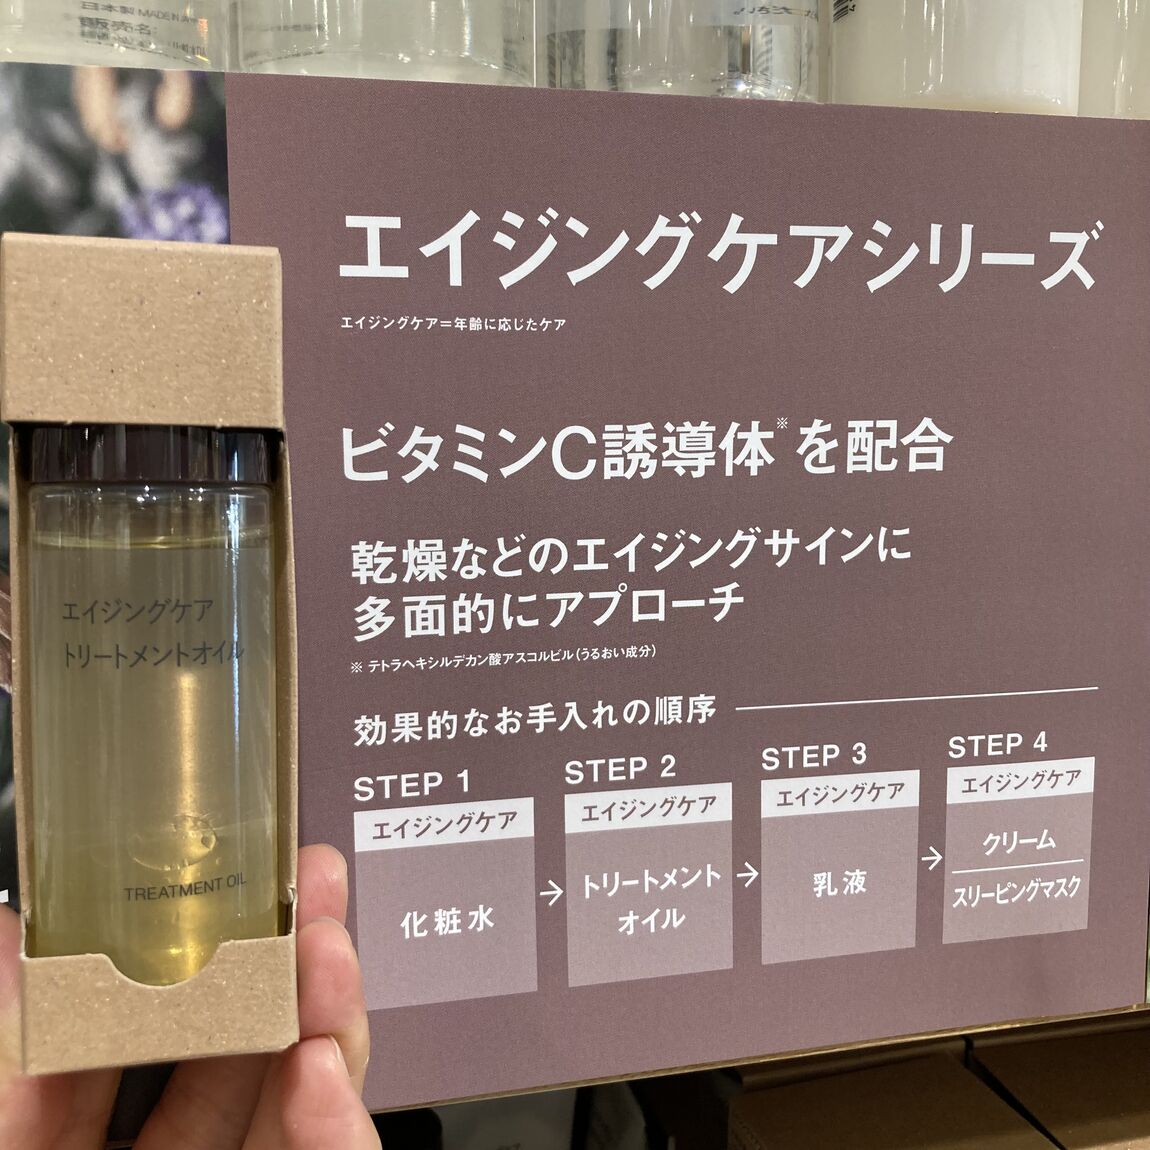 日本製 MADE IN
販売名:
エイジングケアシリーズ
エイジングケア＝年齢に応じたケア
ビタミンC誘導体※を配合
乾燥などのエイジングサインに
多面的にアプローチ
※ テトラヘキシルデカン酸アスコルビル(うるおい成分)
効果的なお手入れの順序
STEP 1
エイジングケア
化粧水
→
STEP 2
エイジングケア
トリートメント
オイル
→
STEP 3
エイジングケア
乳液
→
STEP 4
エイジングケア
クリーム
スリーピングマスク
エイジングケア
トリートメントオイル
TREATMENT OIL